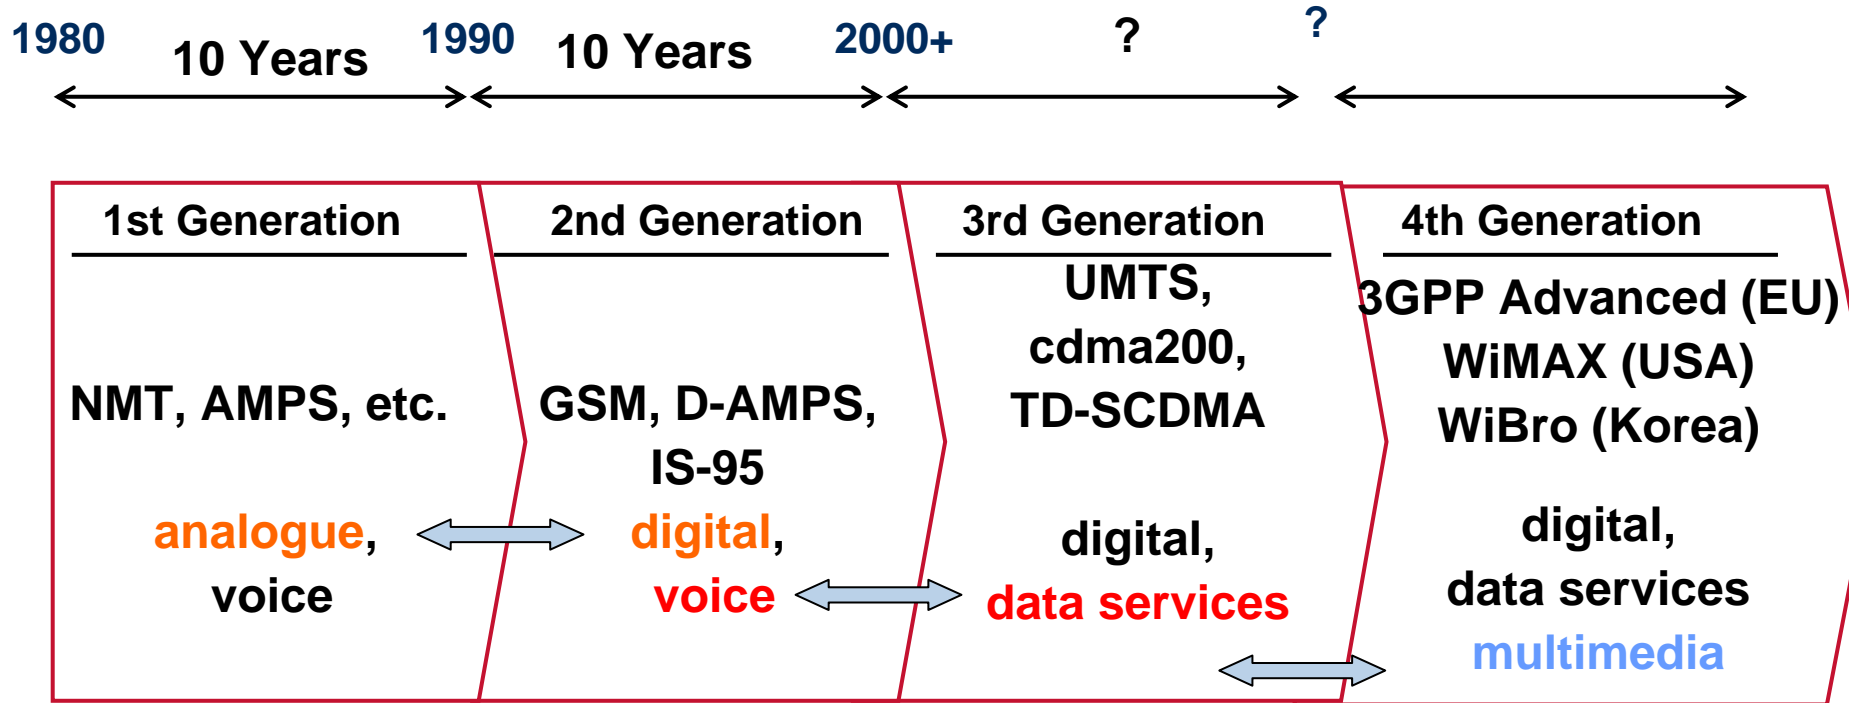 1980 10 Years 1990 10 Years 2000+ ? ?
1st Generation
NMT, AMPS, etc.
analogue,
voice
2nd Generation
GSM, D-AMPS,
IS-95
digital,
voice
3rd Generation
UMTS,
cdma200,
TD-SCDMA
digital,
data services
4th Generation
3GPP Advanced (EU)
WiMAX (USA)
WiBro (Korea)
digital,
data services
multimedia